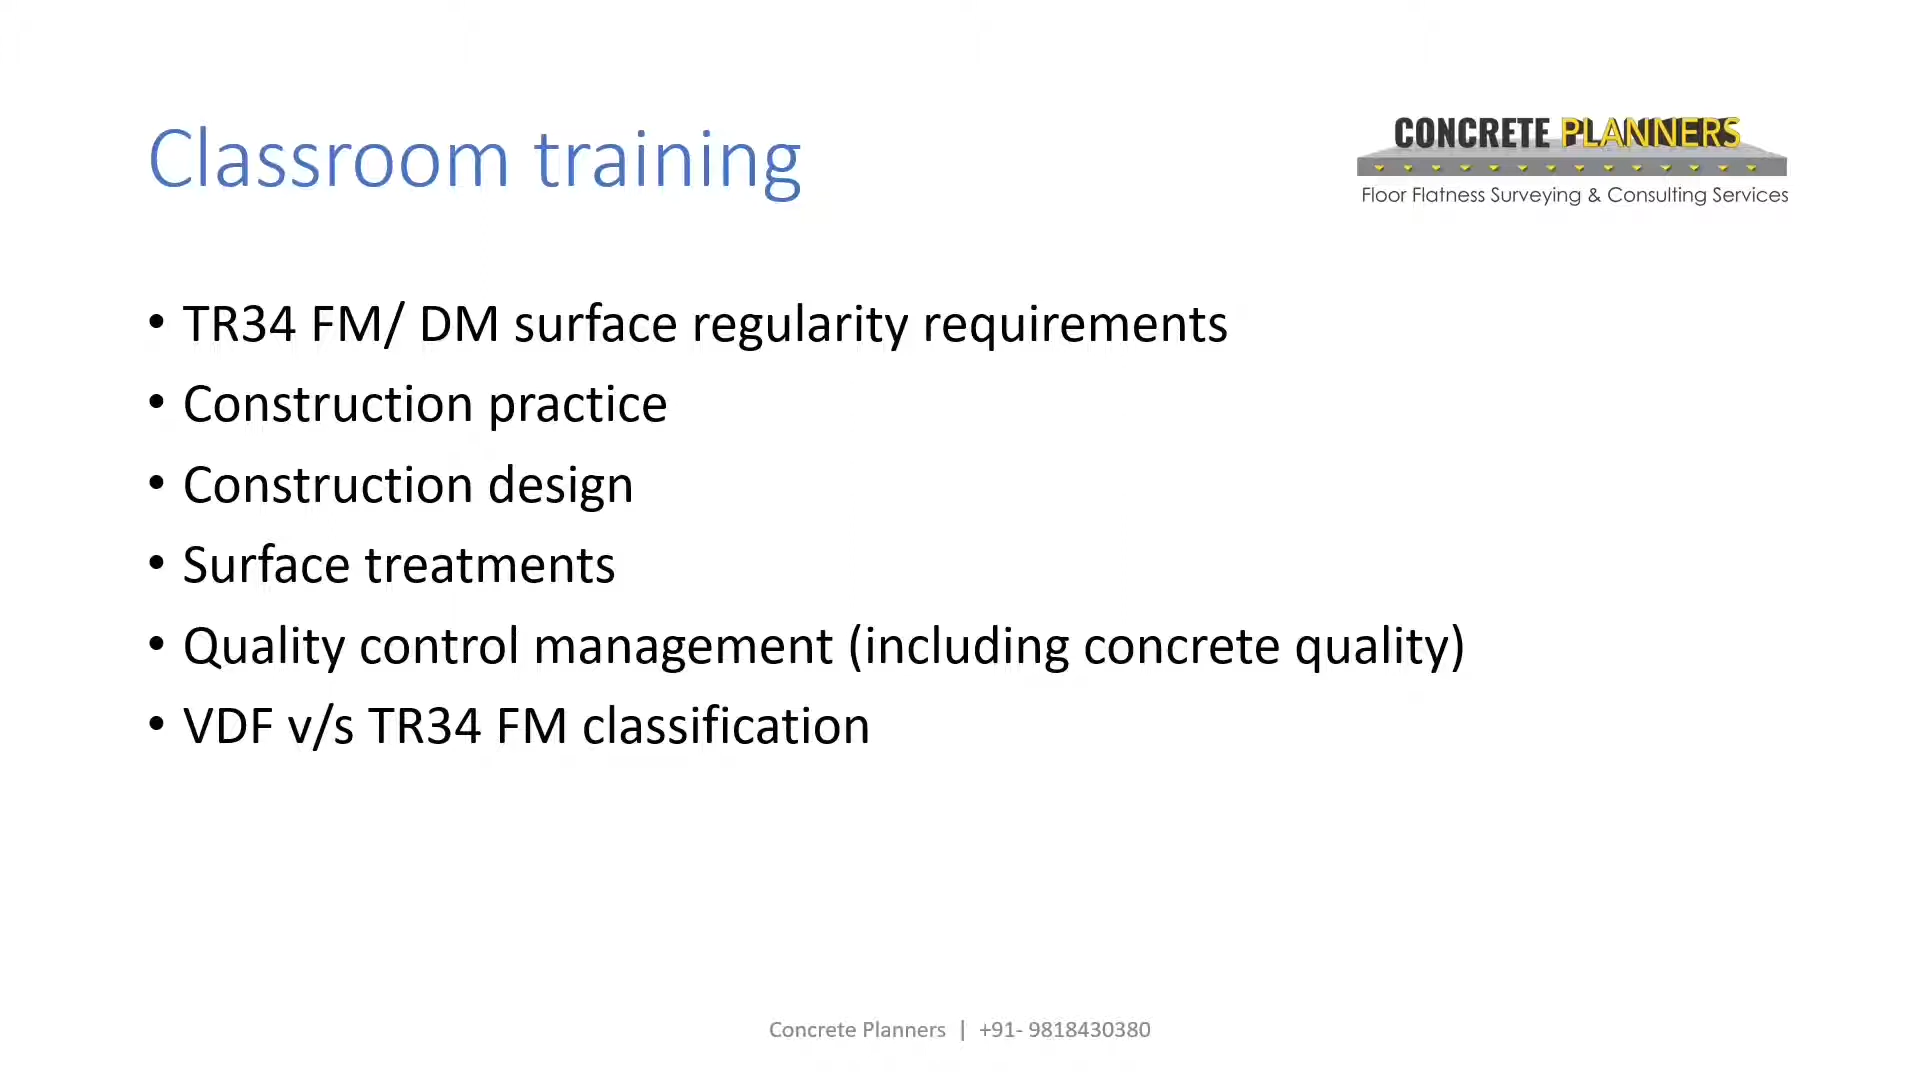 Classroom training
CONCRETE PLANNERS
Floor Flatness Surveying & Consulting Services
• TR34 FM/ DM surface regularity requirements
• Construction practice
• Construction design
• Surface treatments
• Quality control management (including concrete quality)
• VDF v/s TR34 FM classification
Concrete Planners | +91- 9818430380